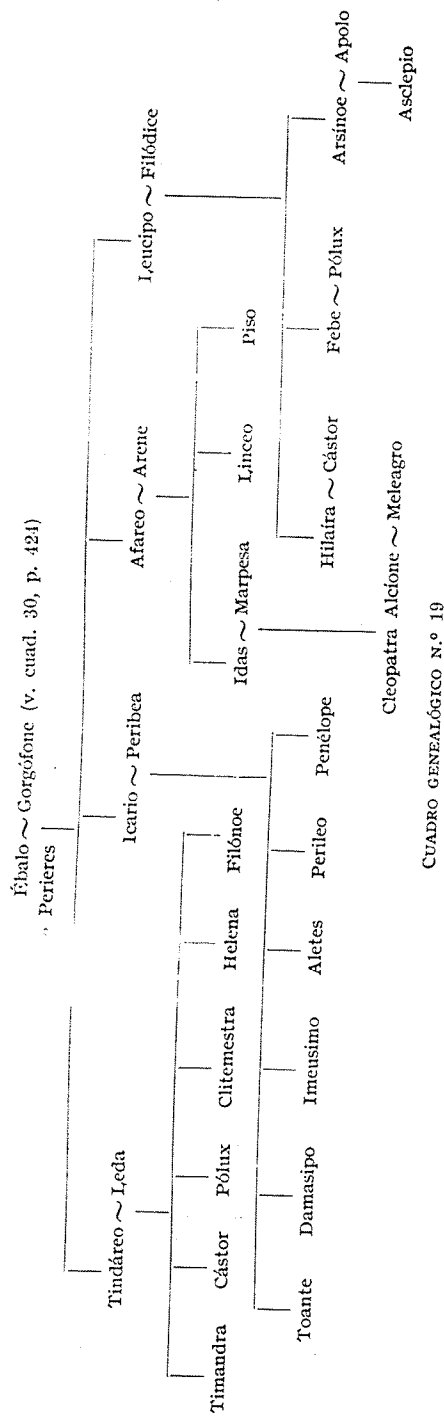 Ébalo ~ Gorgófone (v. cuad. 30, p. 424)
Perieres
Tindáreo ~ Leda Icario ~ Peribea Afareo ~ Arene Leucipo ~ Filódice
Timandra Cástor Pólux Clitemestra Helena Filónoe Idas ~ Marpesa Linceo Piso
Toante Damasipo Imeusimo Aletes Perileo Penélope Hilaíra ~ Cástor Febe ~ Pólux Arsínoe ~ Apolo
Cleopatra Alcíone ~ Meleagro Asclepio
CUADRO GENEALÓGICO N.º 19